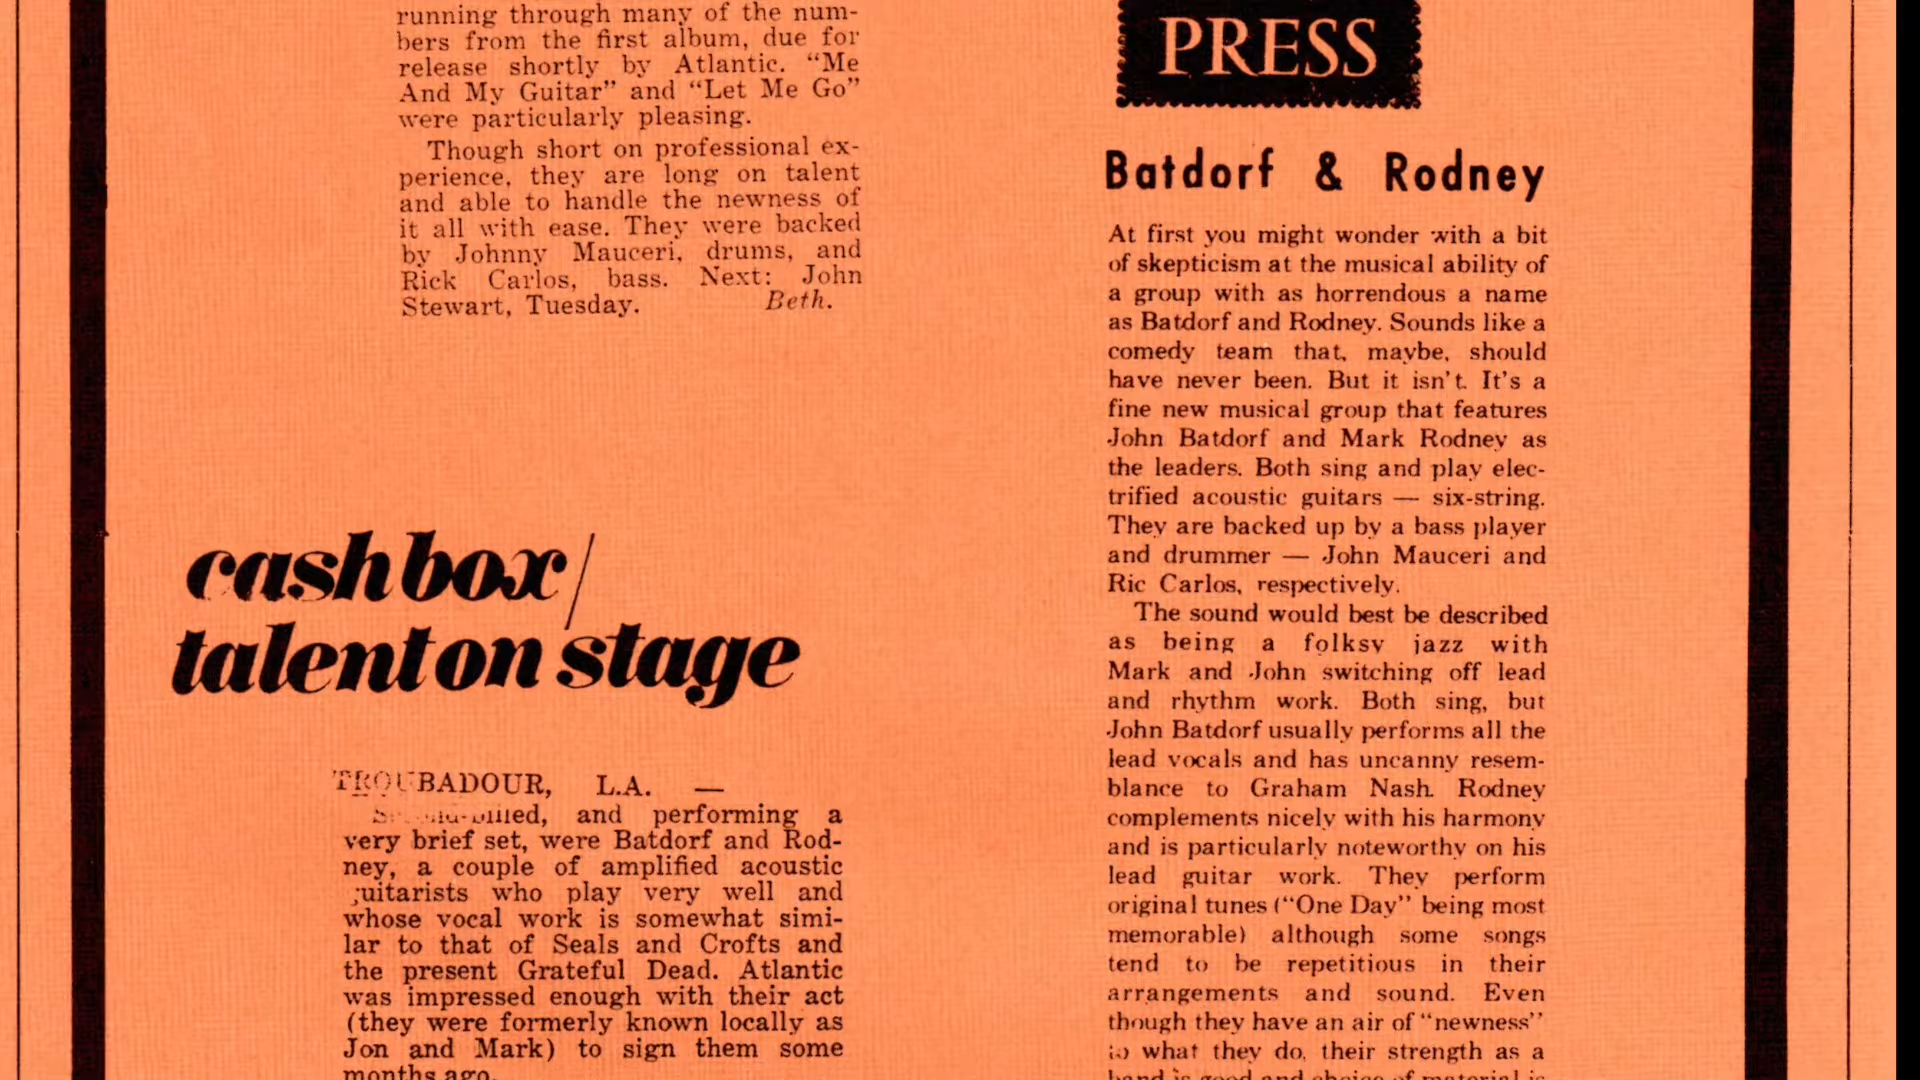 running through many of the num-
bers from the first album, due for
release shortly by Atlantic. “Me
And My Guitar” and “Let Me Go”
were particularly pleasing.
Though short on professional ex-
perience, they are long on talent
and able to handle the newness of
it all with ease. They were backed
by Johnny Mauceri, drums, and
Rick Carlos, bass. Next: John
Stewart, Tuesday. Beth.
cash box/
talent on stage
TROUBADOUR, L.A. —
and performing a
very brief set, were Batdorf and Rod-
ney, a couple of amplified acoustic
guitarists who play very well and
whose vocal work is somewhat simi-
lar to that of Seals and Crofts and
the present Grateful Dead. Atlantic
was impressed enough with their act
(they were formerly known locally as
Jon and Mark) to sign them some
months ago.
PRESS
Batdorf & Rodney
At first you might wonder with a bit
of skepticism at the musical ability of
a group with as horrendous a name
as Batdorf and Rodney. Sounds like a
comedy team that, maybe, should
have never been. But it isn't. It's a
fine new musical group that features
John Batdorf and Mark Rodney as
the leaders. Both sing and play elec-
trified acoustic guitars — six-string.
They are backed up by a bass player
and drummer — John Mauceri and
Ric Carlos, respectively.
The sound would best be described
as being a folksy jazz with
Mark and John switching off lead
and rhythm work. Both sing, but
John Batdorf usually performs all the
lead vocals and has uncanny resem-
blance to Graham Nash. Rodney
complements nicely with his harmony
and is particularly noteworthy on his
lead guitar work. They perform
original tunes (“One Day” being most
memorable) although some songs
tend to be repetitious in their
arrangements and sound. Even
though they have an air of “newness”
to what they do, their strength as a
band is good and choice of material is